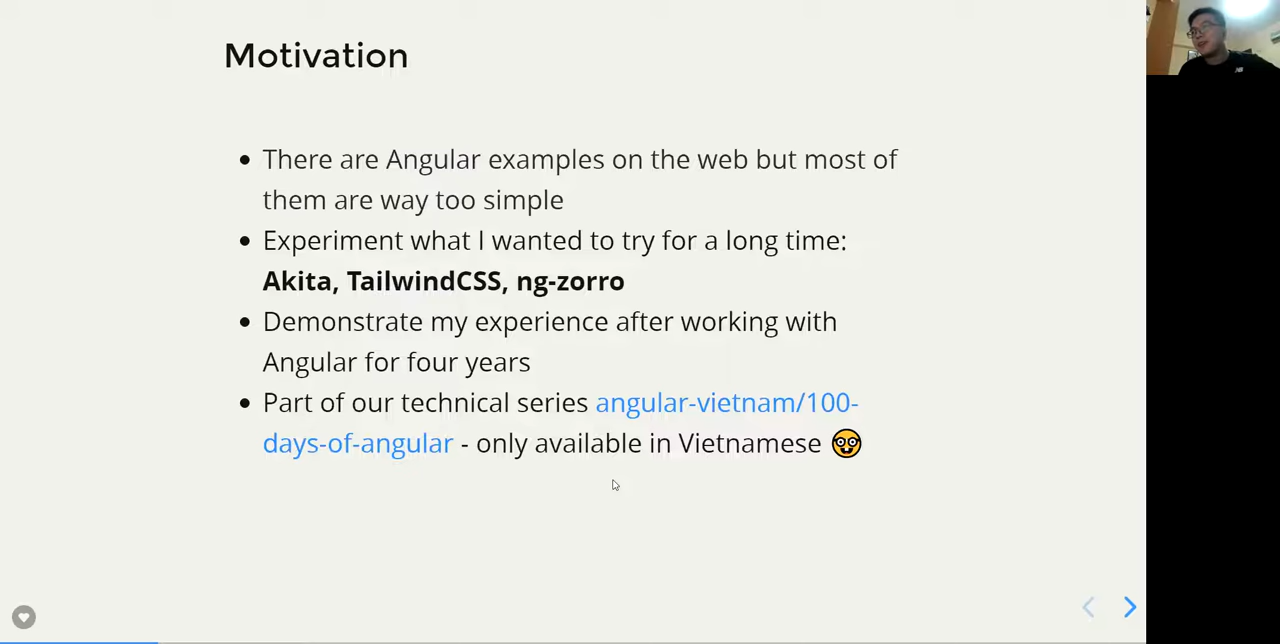 Motivation
There are Angular examples on the web but most of
them are way too simple
Experiment what I wanted to try for a long time:
Akita, TailwindCSS, ng-zorro
Demonstrate my experience after working with
Angular for four years
Part of our technical series angular-vietnam/100-
days-of-angular - only available in Vietnamese 🤓